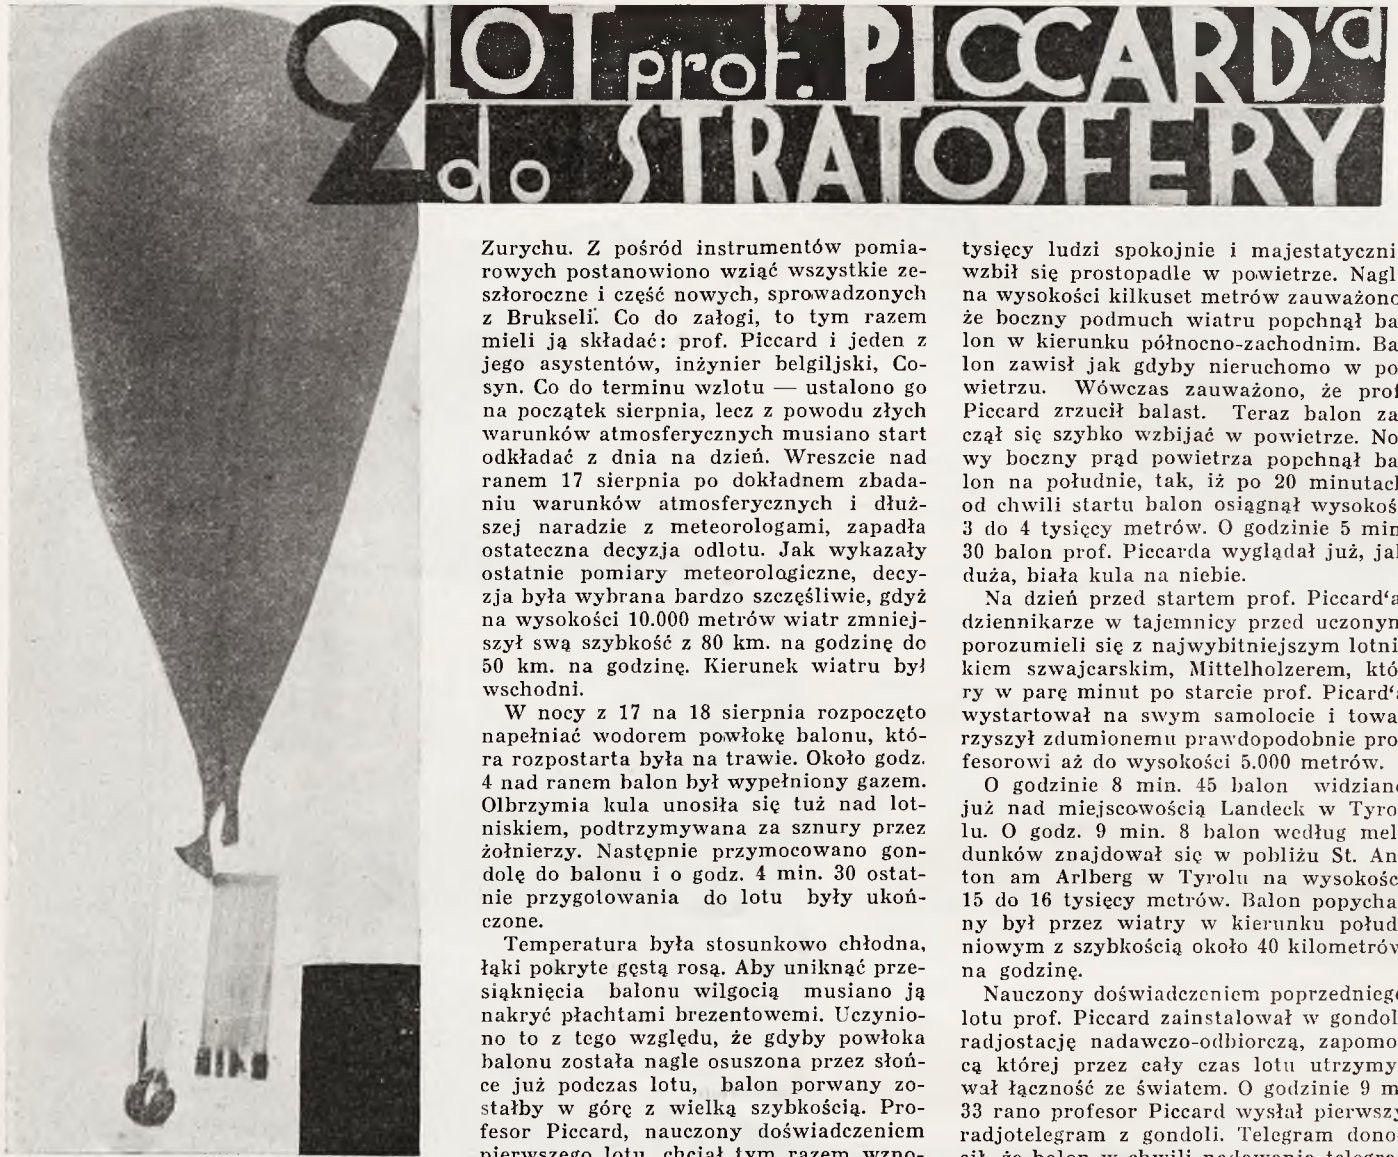 2 LOT prof. PICCARD'a
do STRATOSFERY
Zurychu. Z pośród instrumentów pomia-
rowych postanowiono wziąć wszystkie ze-
szłoroczne i część nowych, sprowadzonych
z Brukseli. Co do załogi, to tym razem
mieli ją składać: prof. Piccard i jeden z
jego asystentów, inżynier belgiljski, Co-
syn. Co do terminu wzlotu — ustalono go
na początek sierpnia, lecz z powodu złych
warunków atmosferycznych musiano start
odkładać z dnia na dzień. Wreszcie nad
ranem 17 sierpnia po dokładnem zbada-
niu warunków atmosferycznych i dłuż-
szej naradzie z meteorologami, zapadła
ostateczna decyzja odlotu. Jak wykazały
ostatnie pomiary meteorologiczne, decy-
zja była wybrana bardzo szczęśliwie, gdyż
na wysokości 10.000 metrów wiatr zmniej-
szył swą szybkość z 80 km. na godzinę do
50 km. na godzinę. Kierunek wiatru był
wschodni.
W nocy z 17 na 18 sierpnia rozpoczęto
napełniać wodorem powłokę balonu, któ-
ra rozpostarta była na trawie. Około godz.
4 nad ranem balon był wypełniony gazem.
Olbrzymia kula unosiła się tuż nad lot-
niskiem, podtrzymywana za sznury przez
żołnierzy. Następnie przymocowano gon-
dolę do balonu i o godz. 4 min. 30 ostat-
nie przygotowania do lotu były ukoń-
czone.
Temperatura była stosunkowo chłodna,
łąki pokryte gęstą rosą. Aby uniknąć prze-
siąknięcia balonu wilgocią musiano ją
nakryć płachtami brezentowemi. Uczynio-
no to z tego względu, że gdyby powłoka
balonu została nagle osuszona przez słoń-
ce już podczas lotu, balon porwany zo-
stałby w górę z wielką szybkością. Pro-
fesor Piccard, nauczony doświadczeniem
pierwszego lotu, chciał tym razem wzno-
tysięcy ludzi spokojnie i majestatyczni
wzbił się prostopadle w powietrze. Nagl
na wysokości kilkuset metrów zauważono
że boczny podmuch wiatru popchnął ba
lon w kierunku północno-zachodnim. Ba
lon zawisł jak gdyby nieruchomo w po
wietrzu. Wówczas zauważono, że prof
Piccard zrzucił balast. Teraz balon za
czął się szybko wzbijać w powietrze. No
wy boczny prąd powietrza popchnął ba
lon na południe, tak, iż po 20 minutach
od chwili startu balon osiągnął wysokoś
3 do 4 tysięcy metrów. O godzinie 5 min
30 balon prof. Piccarda wyglądał już, jak
duża, biała kula na niebie.
Na dzień przed startem prof. Piccard'a
dziennikarze w tajemnicy przed uczonym
porozumieli się z najwybitniejszym lotni
kiem szwajcarskim, Mittelholzerem, któ
ry w parę minut po starcie prof. Picard'a
wystartował na swym samolocie i towa
rzyszył zdumionemu prawdopodobnie pro
fesorowi aż do wysokości 5.000 metrów.
O godzinie 8 min. 45 balon widziano
już nad miejscowością Landeck w Tyro
lu. O godz. 9 min. 8 balon według mel
dunków znajdował się w pobliżu St. An
ton am Arlberg w Tyrolu na wysokośc
15 do 16 tysięcy metrów. Balon popycha
ny był przez wiatry w kierunku połud
niowym z szybkością około 40 kilometrów
na godzinę.
Nauczony doświadczeniem poprzedniego
lotu prof. Piccard zainstalował w gondol
radjostację nadawczo-odbiorczą, zapomo
cą której przez cały czas lotu utrzymy
wał łączność ze światem. O godzinie 9 m
33 rano profesor Piccard wysłał pierwszy
radjotelegram z gondoli. Telegram dono
sił, że balon w chwili nadawania telegra